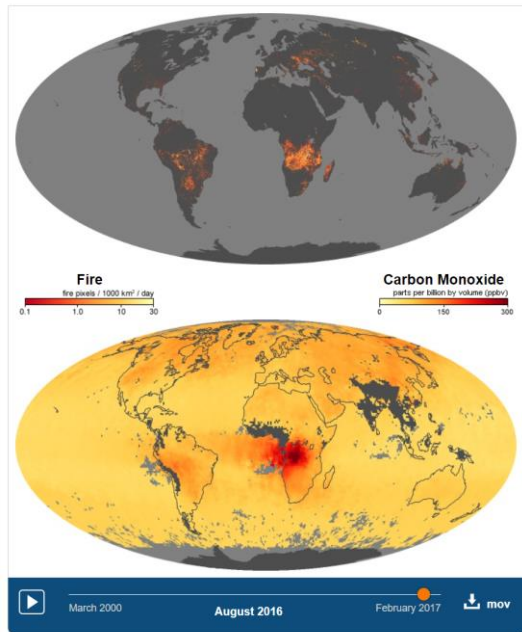 Fire
fire pixels / 1000 km² / day
0.1 1.0 10 30
Carbon Monoxide
parts per billion by volume (ppbv)
0 150 300
March 2000
August 2016
February 2017
mov